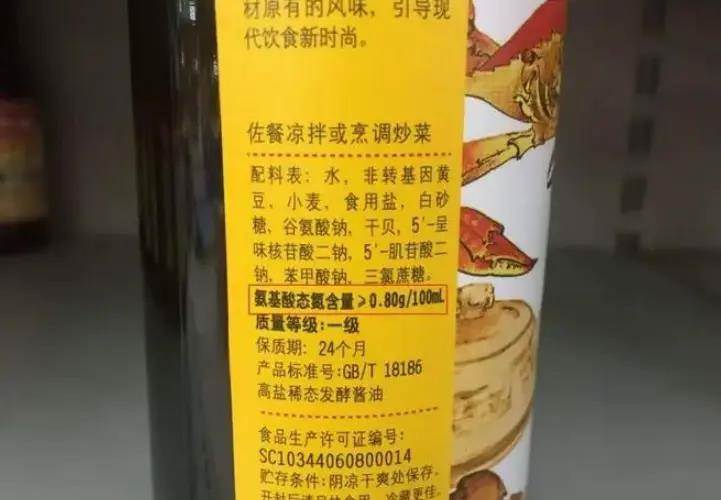 材原有的风味，引导现
代饮食新时尚。
佐餐凉拌或烹调炒菜
配料表：水，非转基因黄
豆、小麦，食用盐，白砂
糖、谷氨酸钠，干贝，5'-呈
味核苷酸二钠，5'-肌苷酸二
钠，苯甲酸钠，三氯蔗糖。
氨基酸态氮含量≥0.80g/100mL
质量等级：一级
保质期：24个月
产品标准号：GB/T 18186
高盐稀态发酵酱油
食品生产许可证编号：
SC10344060800014
贮存条件：阴凉干爽处保存。